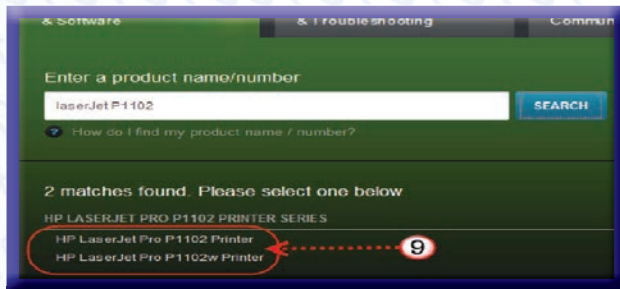 & Software & Troubleshooting Commun
Enter a product name/number
laserJet P1102 SEARCH
? How do I find my product name / number?
2 matches found. Please select one below
HP LASERJET PRO P1102 PRINTER SERIES
HP LaserJet Pro P1102 Printer
HP LaserJet Pro P1102w Printer
9